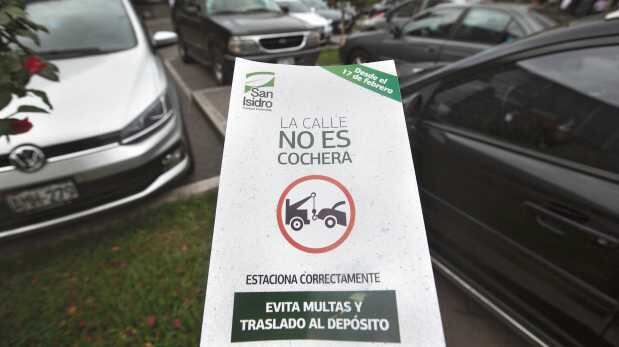 San
Isidro
Desde el
17 de febrero
LA CALLE
NO ES
COCHERA
ESTACIONA CORRECTAMENTE
EVITA MULTAS Y
TRASLADO AL DEPÓSITO